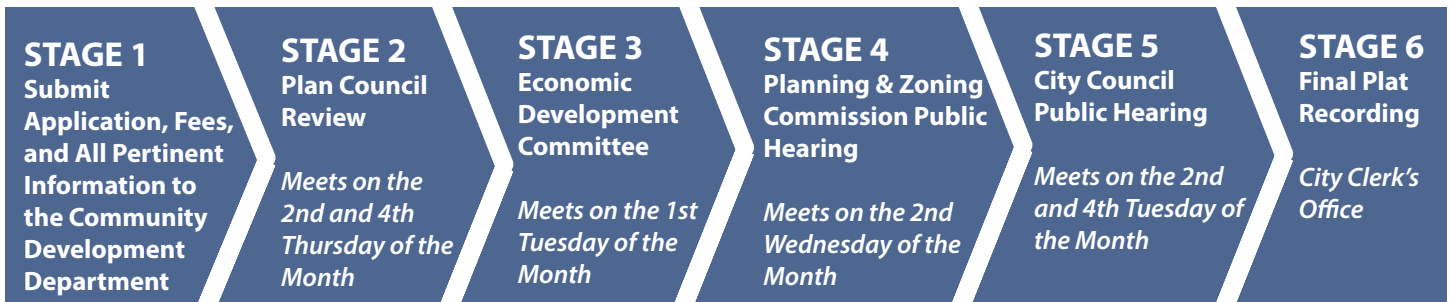 STAGE 1
Submit
Application, Fees,
and All Pertinent
Information to
the Community
Development
Department
STAGE 2
Plan Council
Review
Meets on the
2nd and 4th
Thursday of the
Month
STAGE 3
Economic
Development
Committee
Meets on the 1st
Tuesday of the
Month
STAGE 4
Planning & Zoning
Commission Public
Hearing
Meets on the 2nd
Wednesday of the
Month
STAGE 5
City Council
Public Hearing
Meets on the 2nd
and 4th Tuesday of
the Month
STAGE 6
Final Plat
Recording
City Clerk's
Office